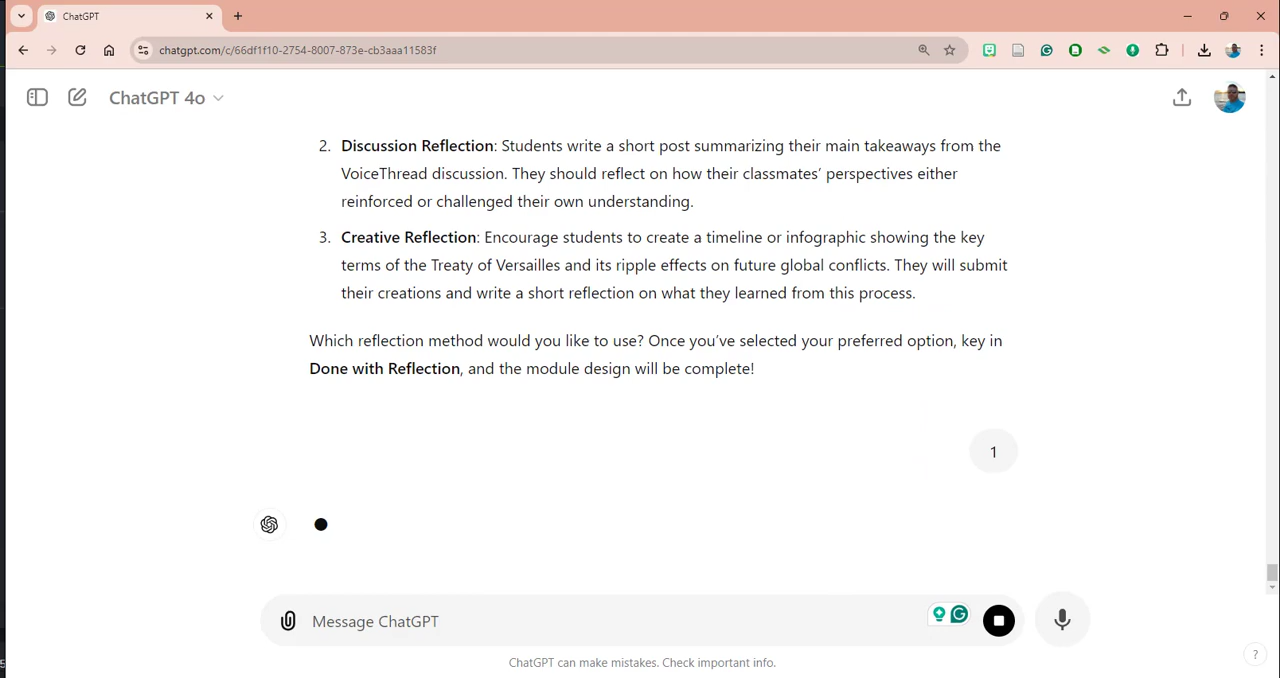 ChatGPT
chatgpt.com/c/66df1f10-2754-8007-873e-cb3aaa11583f
ChatGPT 4o
2. Discussion Reflection: Students write a short post summarizing their main takeaways from the
VoiceThread discussion. They should reflect on how their classmates’ perspectives either
reinforced or challenged their own understanding.
3. Creative Reflection: Encourage students to create a timeline or infographic showing the key
terms of the Treaty of Versailles and its ripple effects on future global conflicts. They will submit
their creations and write a short reflection on what they learned from this process.
Which reflection method would you like to use? Once you’ve selected your preferred option, key in
Done with Reflection, and the module design will be complete!
1
Message ChatGPT
ChatGPT can make mistakes. Check important info.
?